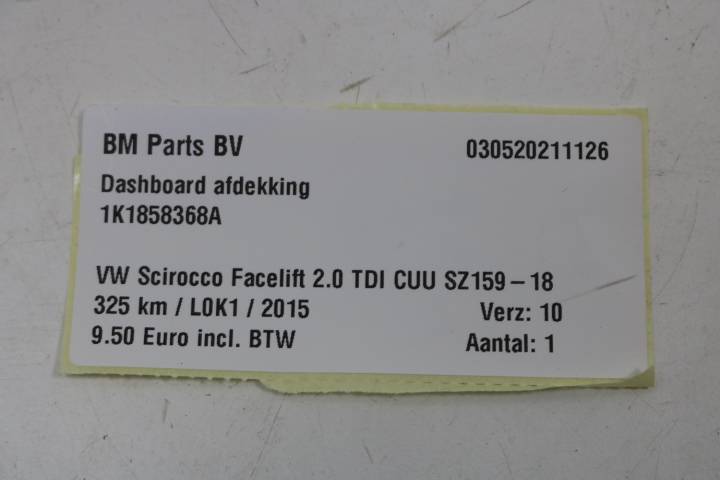 BM Parts BV 030520211126
Dashboard afdekking
1K1858368A
VW Scirocco Facelift 2.0 TDI CUU SZ159 – 18
325 km / L0K1 / 2015 Verz: 10
9.50 Euro incl. BTW Aantal: 1